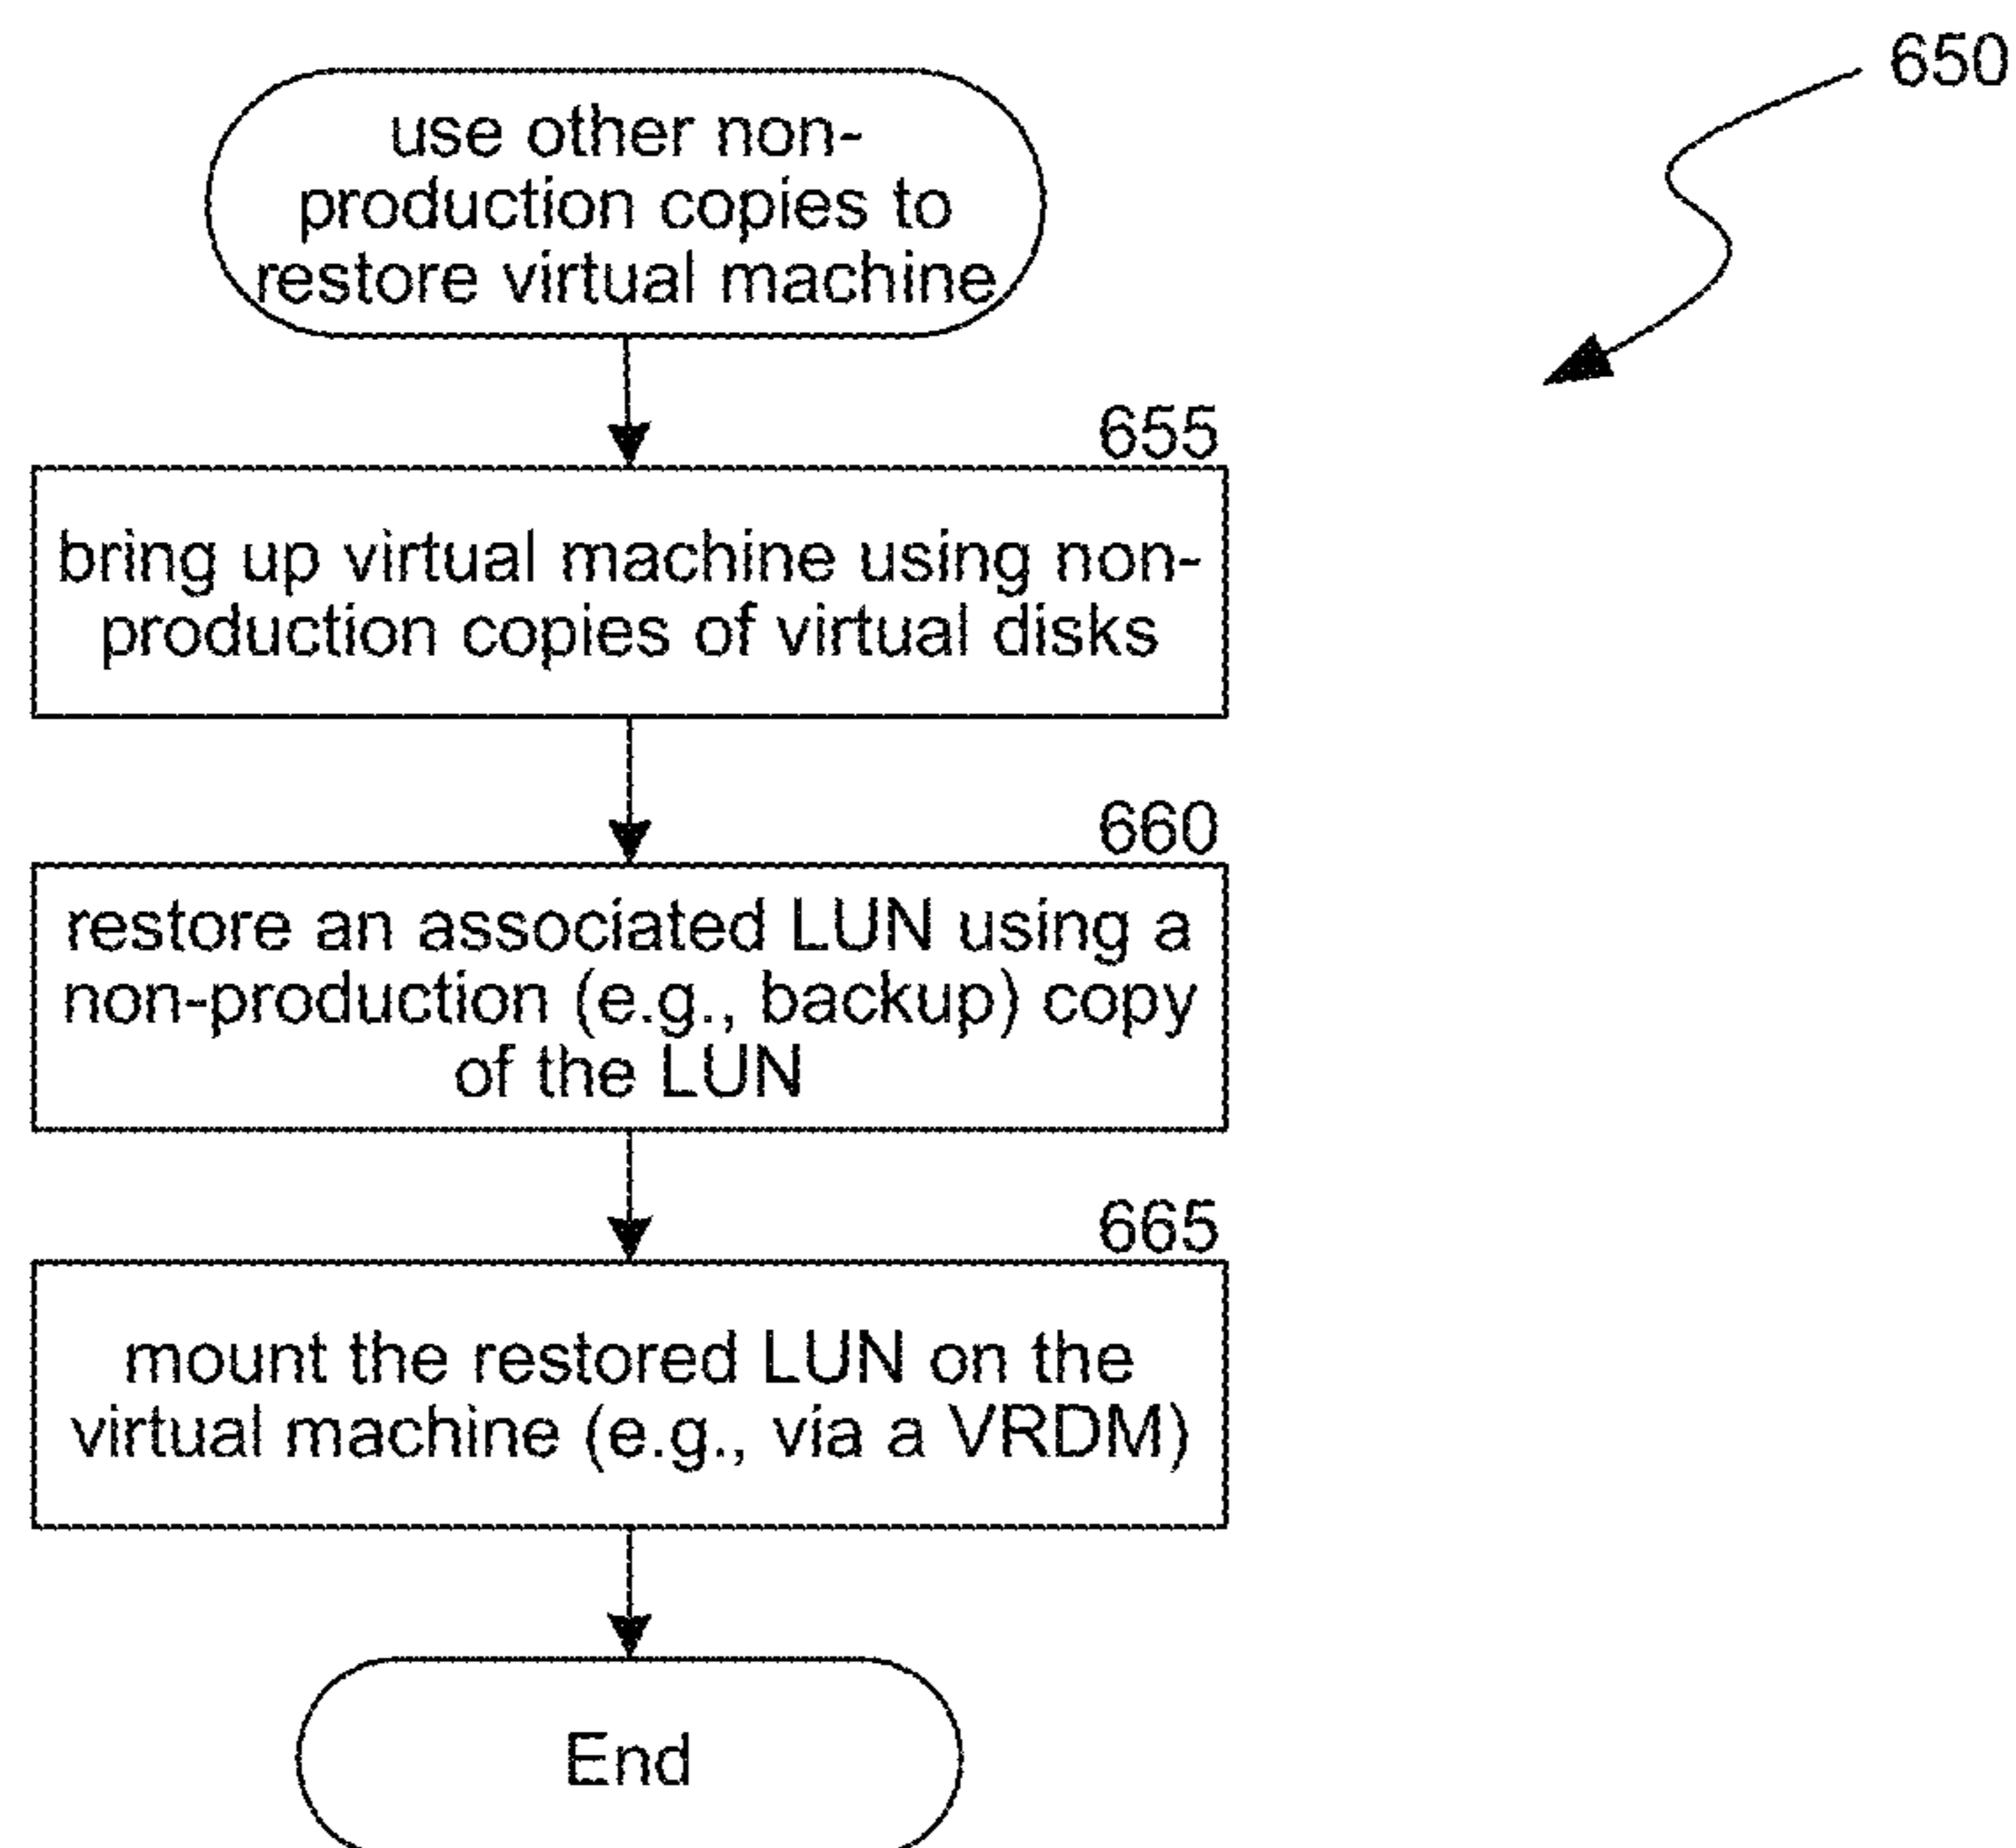 650
use other non-
production copies to
restore virtual machine
655
bring up virtual machine using non-
production copies of virtual disks
660
restore an associated LUN using a
non-production (e.g., backup) copy
of the LUN
665
mount the restored LUN on the
virtual machine (e.g., via a VRDM)
End